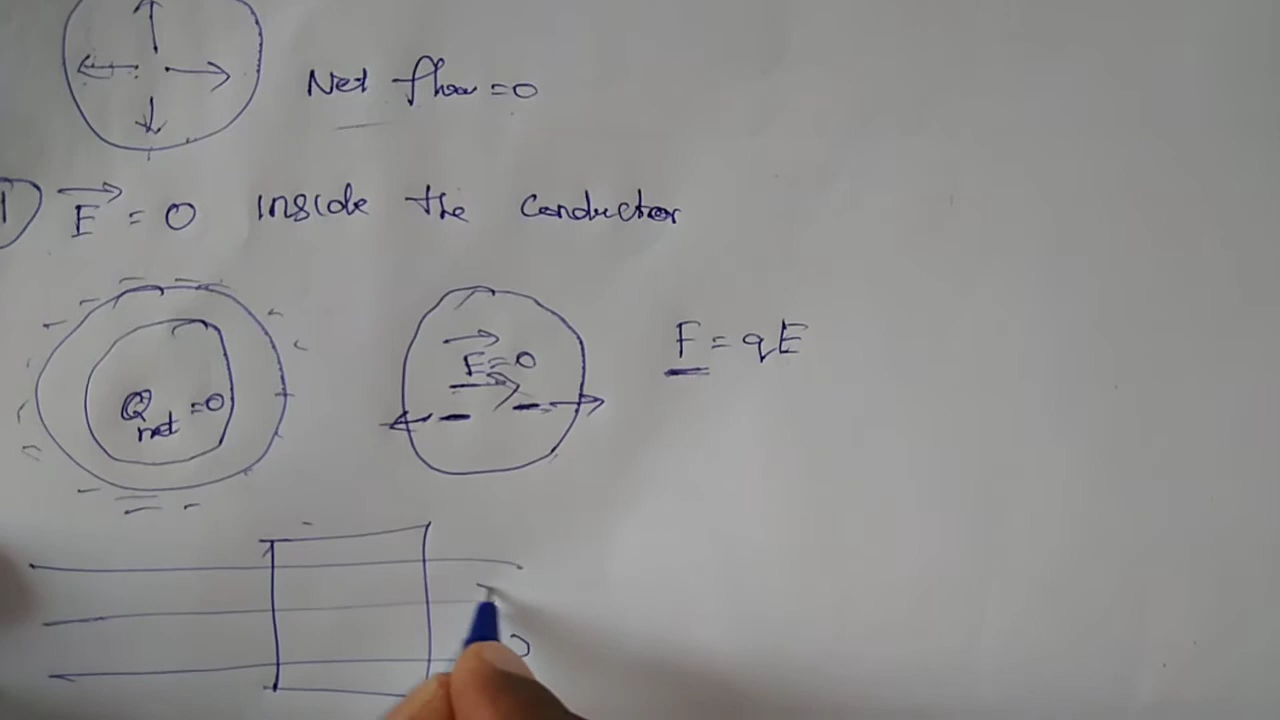 Net flow = 0
1) E = 0 inside the conductor
Q net = 0
E = 0
F = qE